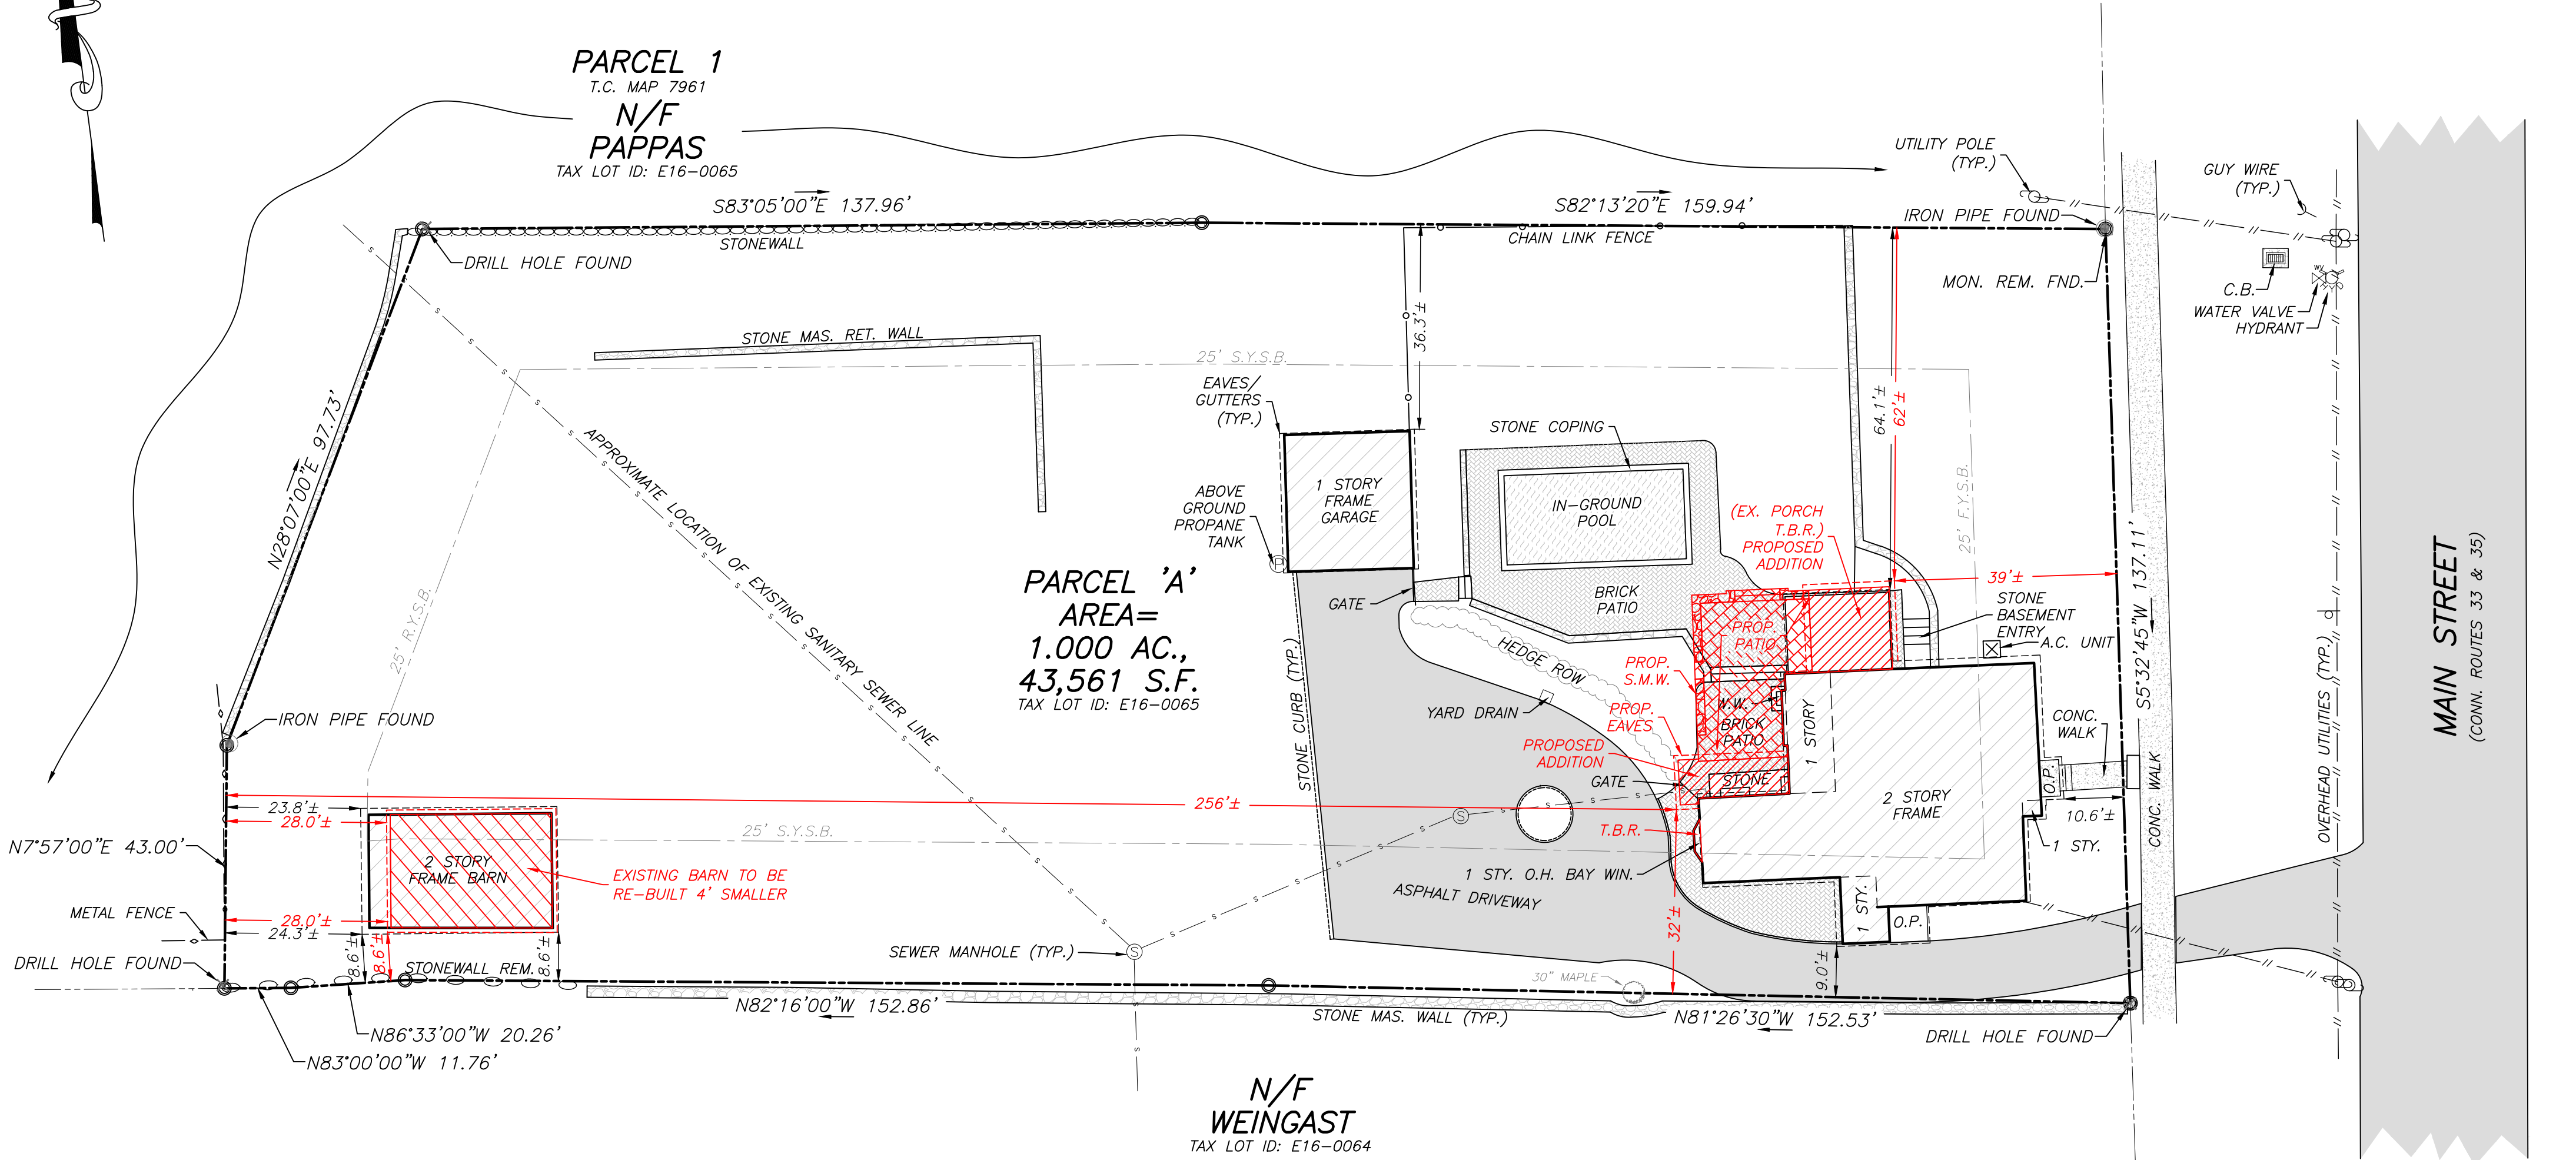 PARCEL 1
T.C. MAP 7961
N/F
PAPPAS
TAX LOT ID: E16-0065
S83°05'00"E 137.96'
S82°13'20"E 159.94'
UTILITY POLE
(TYP.)
GUY WIRE
(TYP.)
IRON PIPE FOUND
STONEWALL
CHAIN LINK FENCE
DRILL HOLE FOUND
MON. REM. FND.
C.B.
WV
WATER VALVE
HYDRANT
STONE MAS. RET. WALL
36.3'±
25' S.Y.S.B.
EAVES/
GUTTERS
(TYP.)
64.1'±
62'±
STONE COPING
N28°07'00"E 97.73'
APPROXIMATE LOCATION OF EXISTING SANITARY SEWER LINE
1 STORY
FRAME
GARAGE
ABOVE
GROUND
PROPANE
TANK
P
IN-GROUND
POOL
25' F.Y.S.B.
(EX. PORCH
T.B.R.)
PROPOSED
ADDITION
S5°32'45"W 137.11'
MAIN STREET
(CONN. ROUTES 33 & 35)
PARCEL 'A'
AREA=
1.000 AC.,
43,561 S.F.
TAX LOT ID: E16-0065
39'±
BRICK
PATIO
GATE
STONE
BASEMENT
ENTRY
A.C. UNIT
25' R.Y.S.B.
HEDGE ROW
PROP.
PATIO
PROP.
S.M.W.
STONE CURB (TYP.)
OVERHEAD UTILITIES (TYP.)
IRON PIPE FOUND
YARD DRAIN
PROP.
EAVES
W.W.
BRICK
PATIO
1 STORY
CONC.
WALK
PROPOSED
ADDITION
GATE
STONE
O.P.
CONC. WALK
256'±
23.8'±
28.0'±
2 STORY
FRAME
10.6'±
25' S.Y.S.B.
T.B.R.
N7°57'00"E 43.00'
1 STY.
2 STORY
FRAME BARN
EXISTING BARN TO BE
RE-BUILT 4' SMALLER
1 STY. O.H. BAY WIN.
ASPHALT DRIVEWAY
METAL FENCE
28.0'±
24.3'±
1 STY.
O.P.
32'±
8.6'±
8.6'±
8.6'±
SEWER MANHOLE (TYP.)
S
S
DRILL HOLE FOUND
STONEWALL REM.
30" MAPLE
9.0'±
N82°16'00"W 152.86'
STONE MAS. WALL (TYP.)
N81°26'30"W 152.53'
DRILL HOLE FOUND
N86°33'00"W 20.26'
N83°00'00"W 11.76'
N/F
WEINGAST
TAX LOT ID: E16-0064